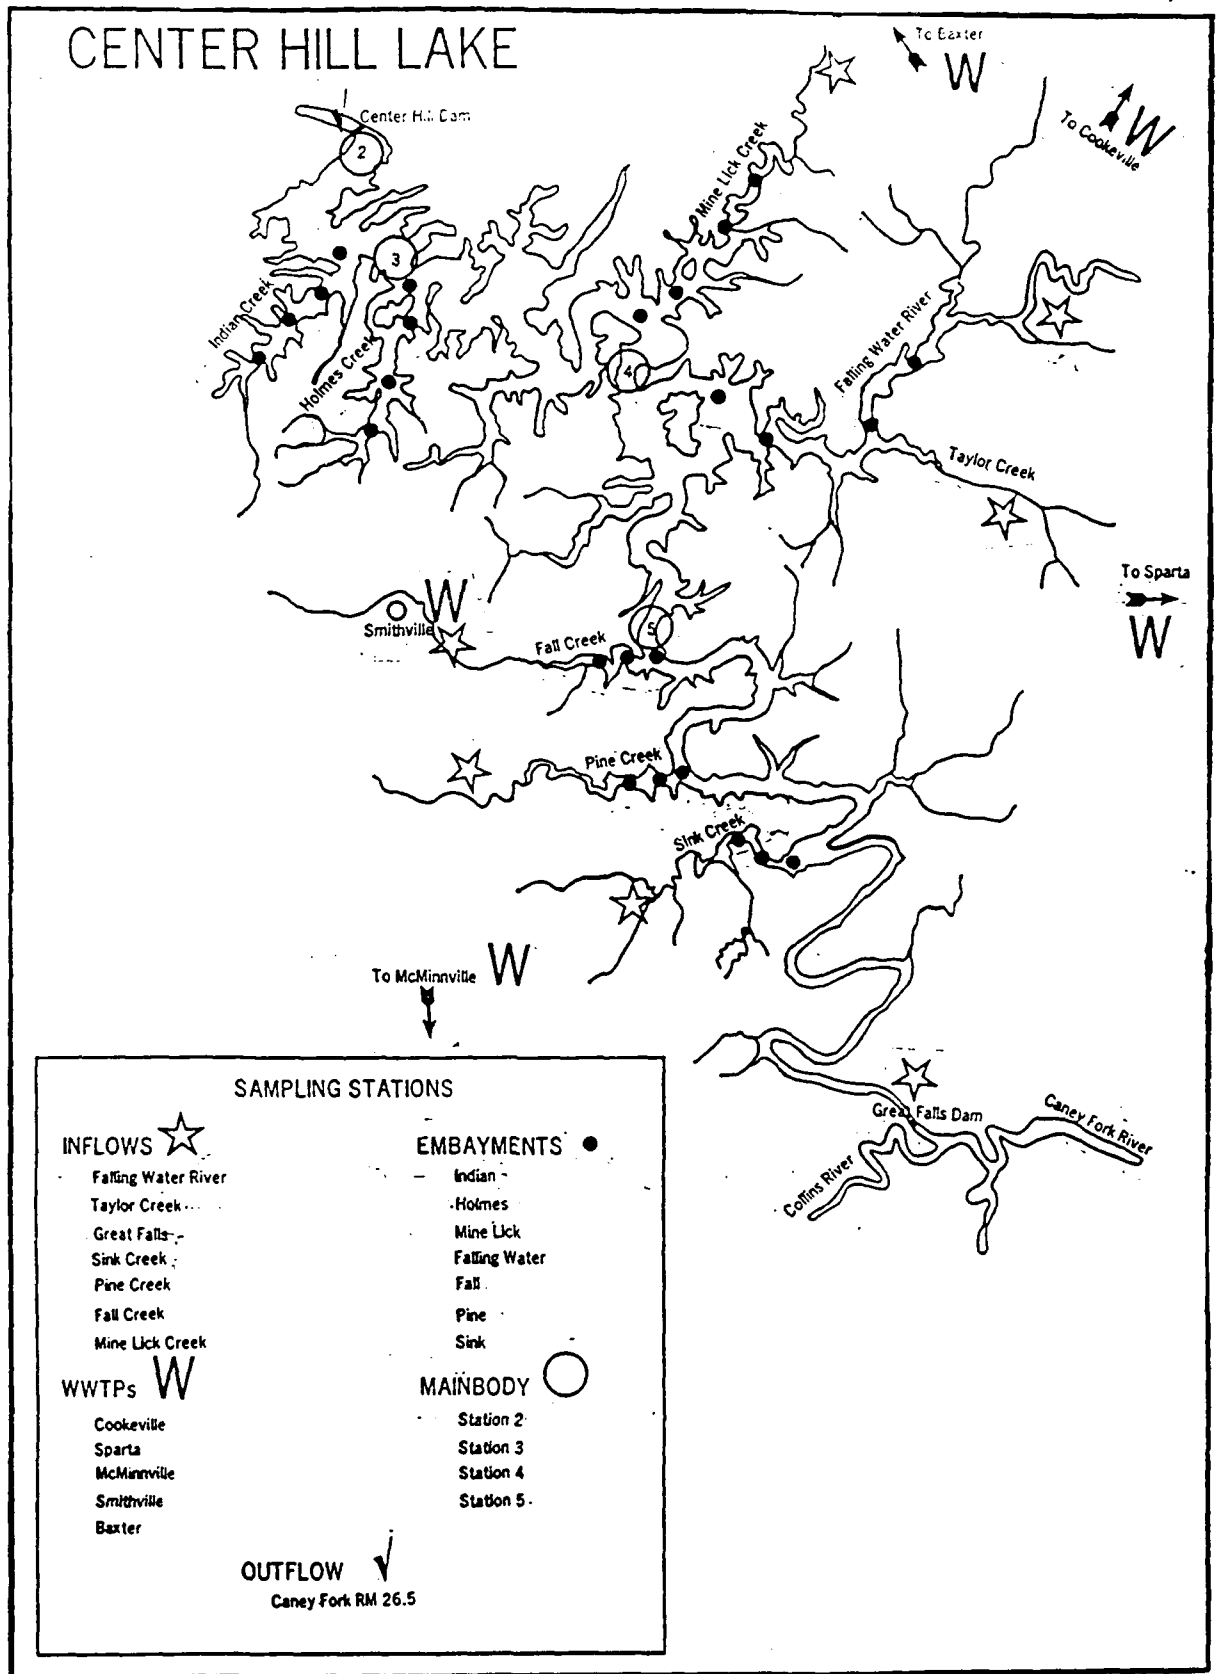 CENTER HILL LAKE
To Baxter
W
To Cookeville
W
Center Hill Dam
2
Mine Lick Creek
3
Indian Creek
Holmes Creek
Falling Water River
4
Taylor Creek
To Sparta
W
W
Smithville
Fall Creek
5
Pine Creek
Sink Creek
To McMinnville W
Great Falls Dam
Caney Fork River
Collins River
SAMPLING STATIONS
INFLOWS
Falling Water River
Taylor Creek
Great Falls
Sink Creek
Pine Creek
Fall Creek
Mine Lick Creek
WWTPs W
Cookeville
Sparta
McMinnville
Smithville
Baxter
EMBAYMENTS
Indian
Holmes
Mine Lick
Falling Water
Fall
Pine
Sink
MAINBODY
Station 2
Station 3
Station 4
Station 5
OUTFLOW
Caney Fork RM 26.5